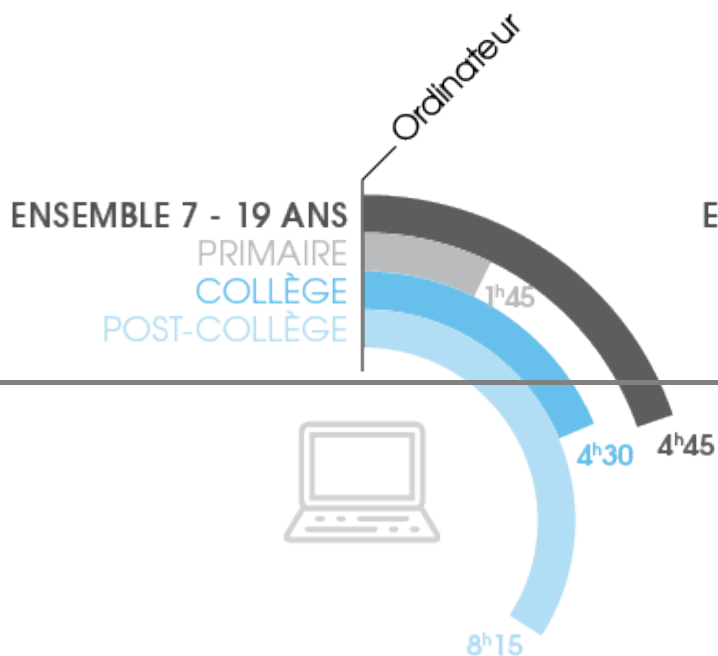 Ordinateur
ENSEMBLE 7 - 19 ANS
E
PRIMAIRE
COLLÈGE
1h45
POST-COLLÈGE
4h30
4h45
8h15